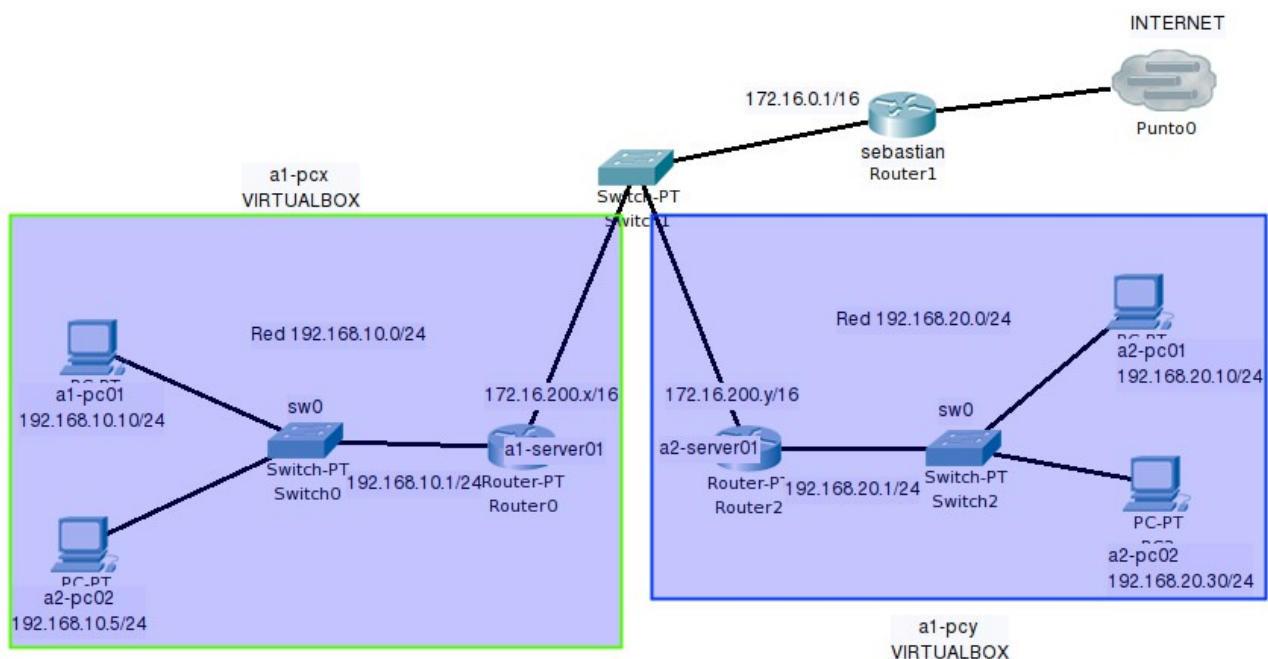 INTERNET
172.16.0.1/16
Punto0
sebastian
Router1
a1-pcx
VIRTUALBOX
Switch-PT
Red 192.168.10.0/24
Red 192.168.20.0/24
PC-PT
a1-pc01
192.168.10.10/24
a2-pc01
192.168.20.10/24
172.16.200.x/16
172.16.200.y/16
sw0
a1-server01
a2-server01
sw0
Switch-PT
Switch0
192.168.10.1/24
Router-PT
Router0
Router2
192.168.20.1/24
Switch-PT
Switch2
PC-PT
a2-pc02
192.168.10.5/24
PC-PT
a2-pc02
192.168.20.30/24
a1-pcy
VIRTUALBOX